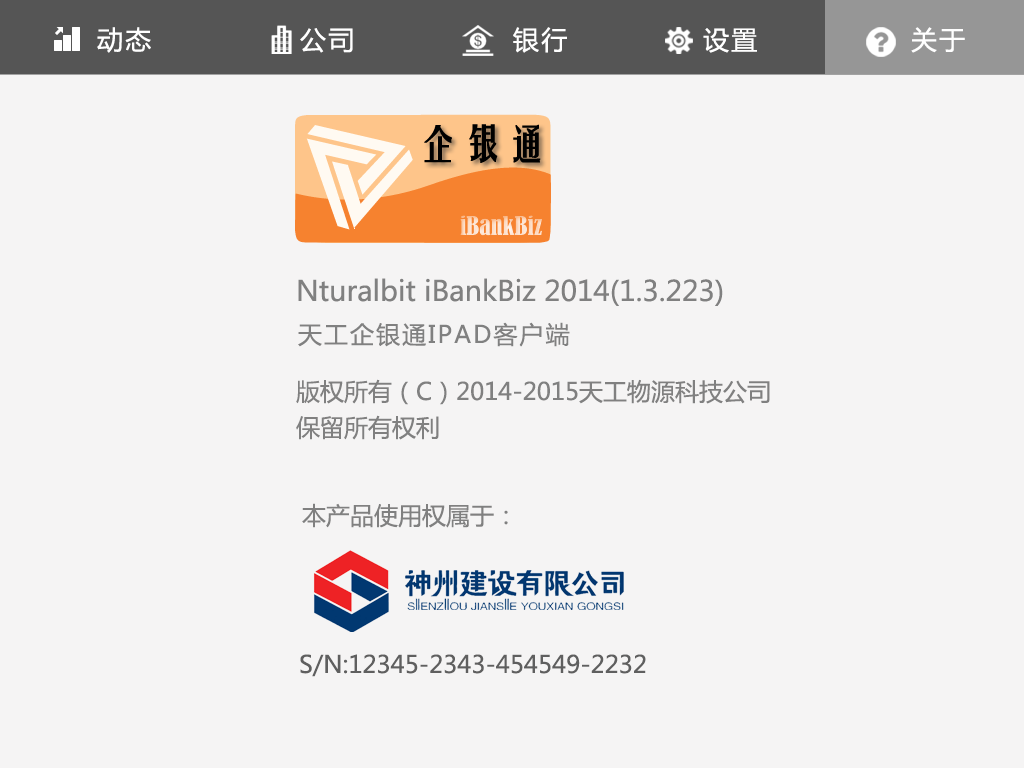 动态 公司 银行 设置 关于
企银通
iBankBiz
Nturalbit iBankBiz 2014(1.3.223)
天工企银通IPAD客户端
版权所有（C）2014-2015天工物源科技公司
保留所有权利
本产品使用权属于：
神州建设有限公司
SHENZHOU JIANSHE YOUXIAN GONGSI
S/N:12345-2343-454549-2232